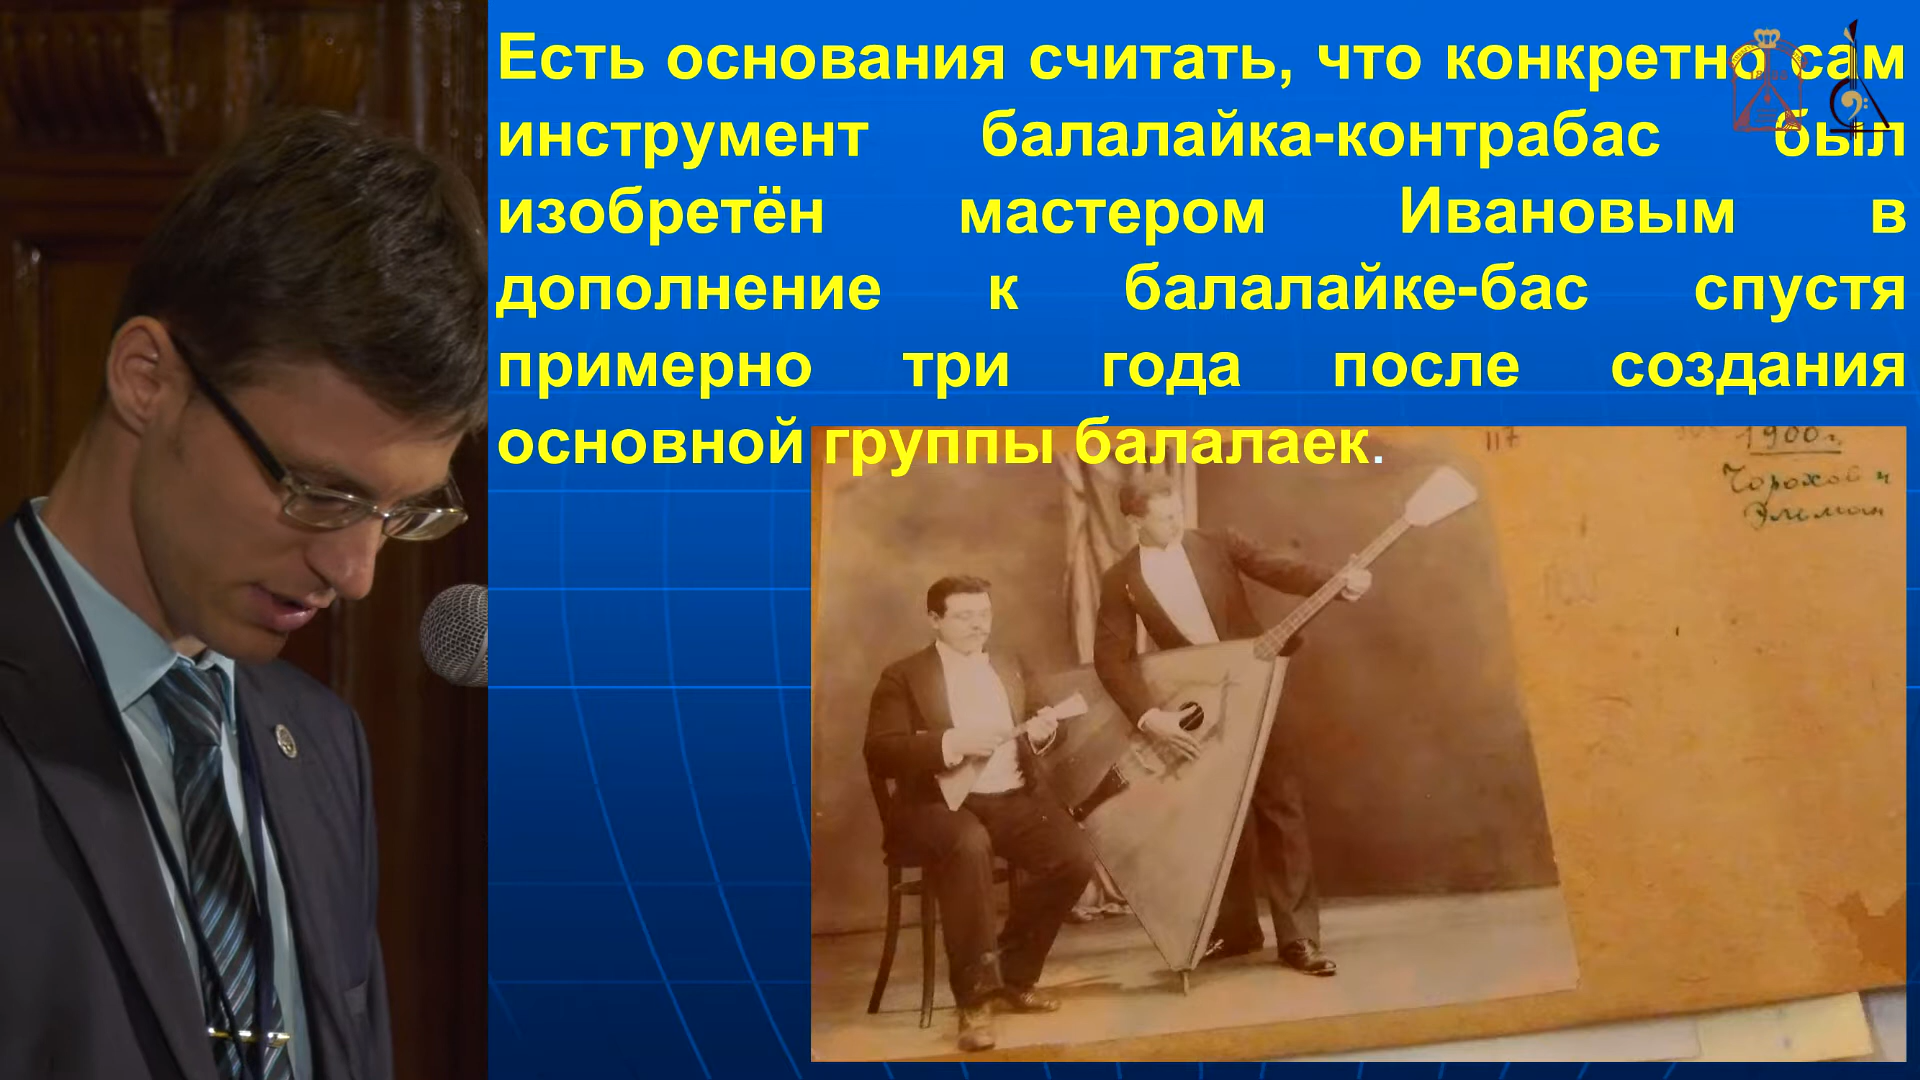 Есть основания считать, что конкретно сам
инструмент балалайка-контрабас был
изобретён мастером Ивановым в
дополнение к балалайке-бас спустя
примерно три года после создания
основной группы балалаек.
117
1900г.